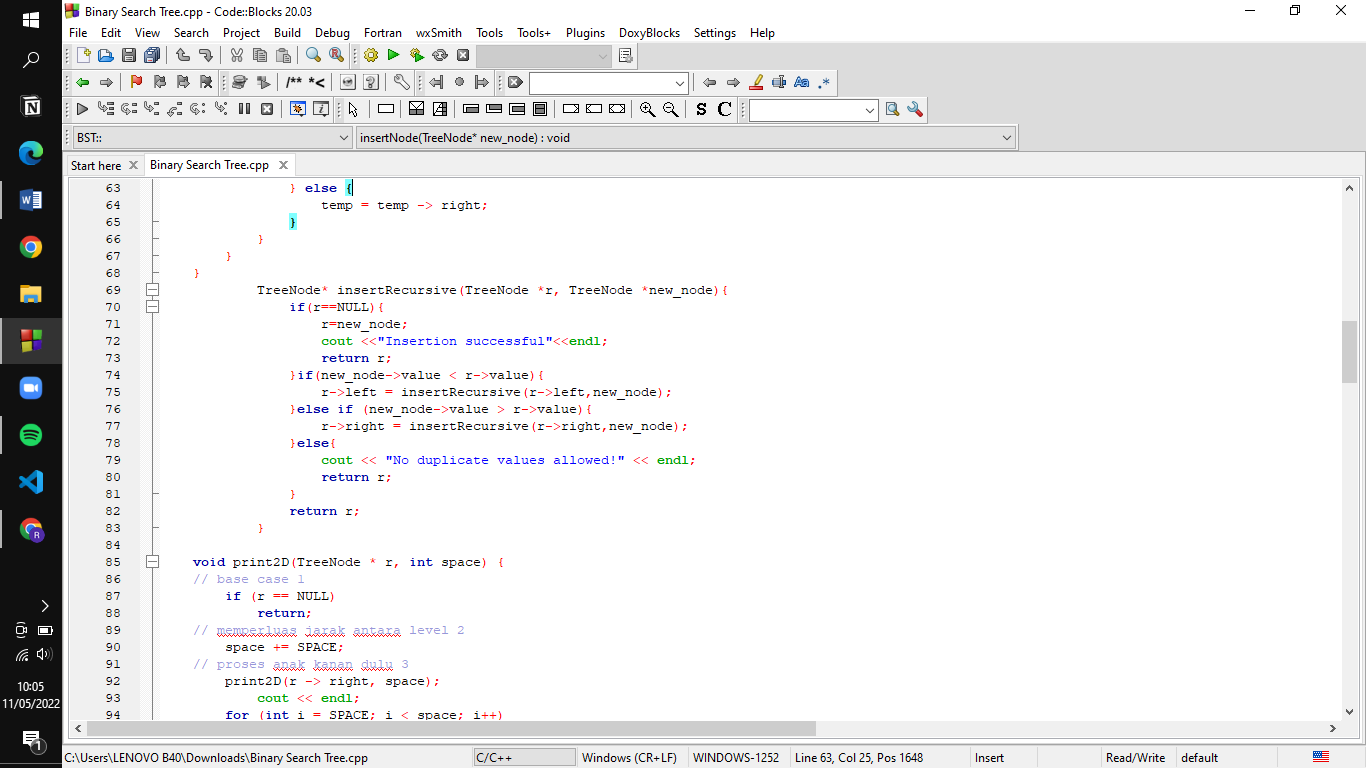 Binary Search Tree.cpp - Code::Blocks 20.03
File Edit View Search Project Build Debug Fortran wxSmith Tools Tools+ Plugins DoxyBlocks Settings Help
/** *<
S C
BST::
insertNode(TreeNode* new_node) : void
Start here
Binary Search Tree.cpp
63 } else {
64 temp = temp -> right;
65 }
66 }
67 }
68 }
69 TreeNode* insertRecursive(TreeNode *r, TreeNode *new_node){
70 if(r==NULL){
71 r=new_node;
72 cout <<"Insertion successful"<<endl;
73 return r;
74 }if(new_node->value < r->value){
75 r->left = insertRecursive(r->left,new_node);
76 }else if (new_node->value > r->value){
77 r->right = insertRecursive(r->right,new_node);
78 }else{
79 cout << "No duplicate values allowed!" << endl;
80 return r;
81 }
82 return r;
83 }
84
85 void print2D(TreeNode * r, int space) {
86 // base case 1
87 if (r == NULL)
88 return;
89 // memperluas jarak antara level 2
90 space += SPACE;
91 // proses anak kanan dulu 3
92 print2D(r -> right, space);
93 cout << endl;
94 for (int i = SPACE; i < space; i++)
10:05
11/05/2022
1
C:\Users\LENOVO B40\Downloads\Binary Search Tree.cpp
C/C++
Windows (CR+LF)
WINDOWS-1252
Line 63, Col 25, Pos 1648
Insert
Read/Write
default